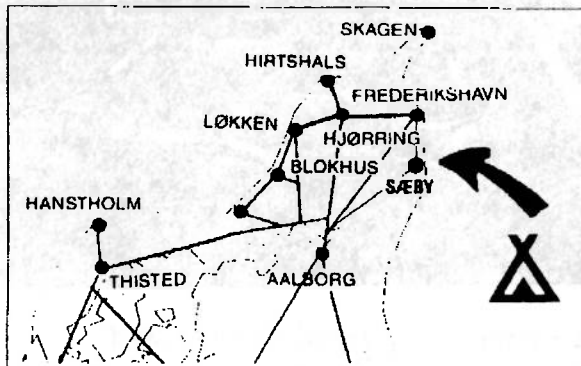 SKAGEN
HIRTSHALS
FREDERIKSHAVN
LØKKEN
HJØRRING
BLOKHUS
SÆBY
HANSTHOLM
THISTED
AALBORG